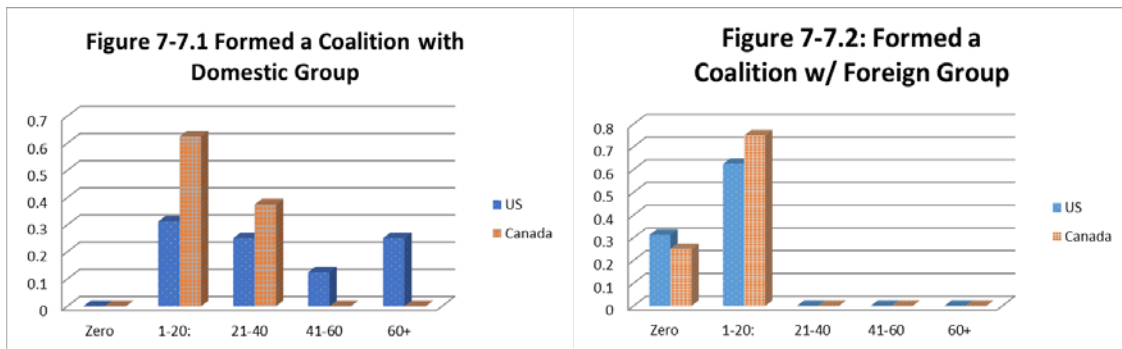 Figure 7-7.1 Formed a Coalition with
Domestic Group
0.7
0.6
0.5
0.4
0.3
0.2
0.1
0
Zero
1-20:
21-40
41-60
60+
US
Canada
Figure 7-7.2: Formed a
Coalition w/ Foreign Group
0.8
0.7
0.6
0.5
0.4
0.3
0.2
0.1
0
Zero
1-20:
21-40
41-60
60+
US
Canada